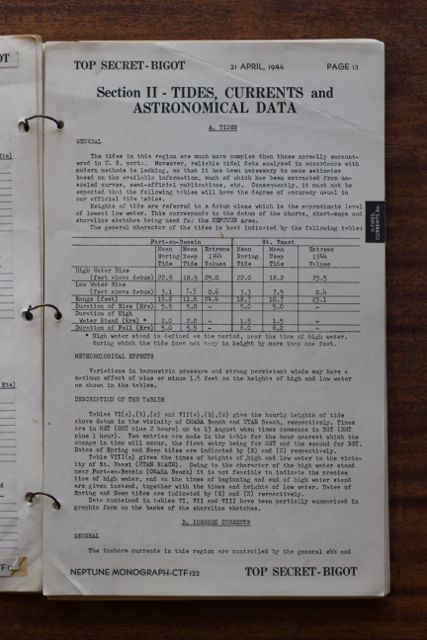 TOP SECRET-BIGOT 21 APRIL, 1944 PAGE 13
Section II - TIDES, CURRENTS and
ASTRONOMICAL DATA
A. TIDES
GENERAL
The tides in this region are much more complex than those normally encount-
ered in U.S. ports. Moreover, reliable tidal data analysed in accordance with
modern methods is lacking, so that it has been necessary to make estimates
based on the available information, much of which has been extracted from un-
scaled curves, semi-official publications, etc. Consequently, it must not be
expected that the following tables will have the degree of accuracy usual in
our official tide tables.
Heights of tide are referred to a datum plane which is the approximate level
of lowest low water. This corresponds to the datum of the charts, chart-maps and
shoreline sketches being used for the NEPTUNE Area.
The general character of the tides is best indicated by the following table:
Port-en-Bessin St. Vaast
Mean Spring Tide Mean Neap Tide Extreme 1944 Values Mean Spring Tide Mean Neap Tide Extreme 1944 Values
High Water Rise
(feet above datum) 22.9 18.9 25.0 22.0 18.2 23.5
Low Water Rise
(feet above datum) 3.1 7.3 0.6 3.3 7.5 0.4
Range (feet) 19.8 11.6 24.4 18.7 10.7 23.1
Duration of Rise (Hrs) 5.5 5.0 - 5.0 5.0 -
Duration of High
Water Stand (Hrs) * - 1.5 1.5 -
Duration of Fall (Hrs) 5.0 5.5 - 6.0 6.0 -
* High water stand is defined as the period, near the time of high water,
during which the tide does not vary in height by more than one foot.
METEOROLOGICAL EFFECTS
Variations in barometric pressure and strong persistent winds may have a
maximum effect of plus or minus 1.5 feet on the heights of high and low water
as shown in the tables.
DESCRIPTION OF THE TABLES
Tables VI(a),(b),(c) and VII(a),(b),(c) give the hourly heights of tide
above datum in the vicinity of OMAHA Beach and UTAH Beach, respectively. Times
are in (GMT plus 2 hours) up to 13 August when times commence in BST (GMT
plus 1 hour). Two entries are made in the table for the hour nearest which the
change in time will occur, the first entry being for and the second for BST.
Dates of Spring and Neap tides are indicated by (S) and (N) respectively.
Table VIII(a) gives the times of heights of high and low water in the vicin-
ity of St. Vaast (UTAH BEACH). Owing to the character of the high water stand
near Port-en-Bessin (OMAHA Beach) it is not feasible to indicate the precise
time of high water, and so the times of beginning and end of high water stand
are given instead, together with the times and heights of low water. Dates of
Spring and Neap tides are indicated by (S) and (N) respectively.
Data contained in tables VI, VII and VIII have been partially summarized in
graphic form on the backs of the shoreline sketches.
B. INSHORE CURRENTS
GENERAL
The inshore currents in this region are controlled by the general ebb and
NEPTUNE MONOGRAPH-CTF 122 TOP SECRET-BIGOT